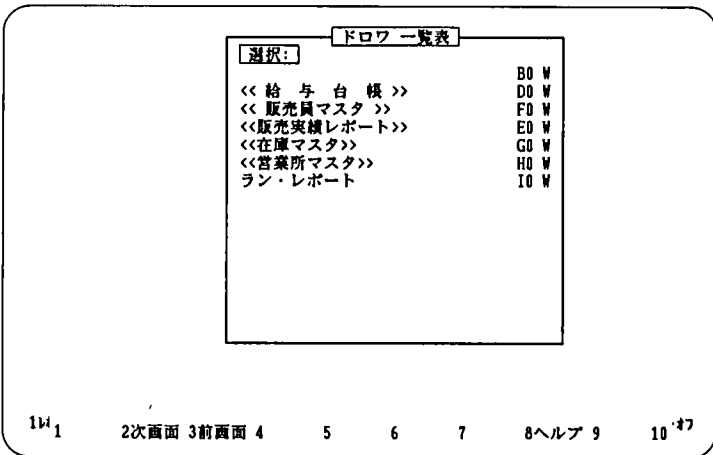 ドロワ 一覧表
選択:
B0 W
<< 給 与 台 帳 >> D0 W
<< 販売員マスタ >> F0 W
<<販売実績レポート>> E0 W
<<在庫マスタ>> G0 W
<<営業所マスタ>> H0 W
ラン・レポート I0 W
1 2次画面 3前画面 4 5 6 7 8ヘルプ 9 10